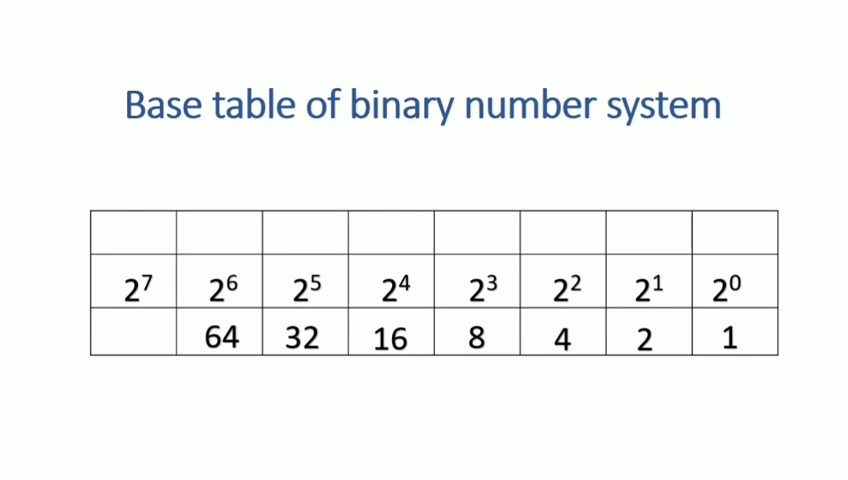 Base table of binary number system
2⁷ 2⁶ 2⁵ 2⁴ 2³ 2² 2¹ 2⁰
64 32 16 8 4 2 1